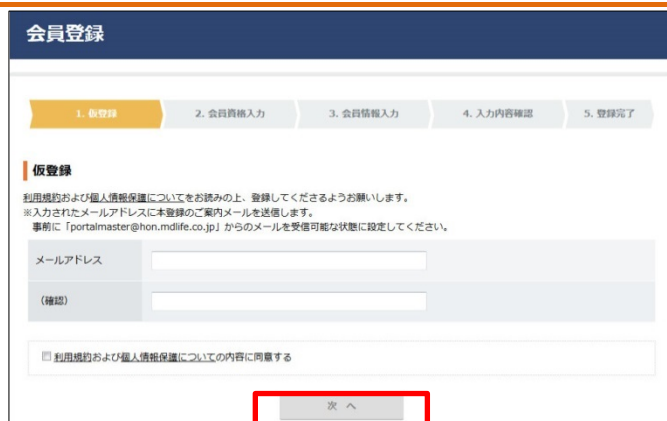 会員登録
1. 仮登録
2. 会員資格入力
3. 会員情報入力
4. 入力内容確認
5. 登録完了
仮登録
利用規約および個人情報保護についてをお読みの上、登録してくださるようお願いします。
※入力されたメールアドレスに本登録のご案内メールを送信します。
事前に「portalmaster@hon.mdlife.co.jp」からのメールを受信可能な状態に設定してください。
メールアドレス
(確認)
利用規約および個人情報保護についての内容に同意する
次 へ